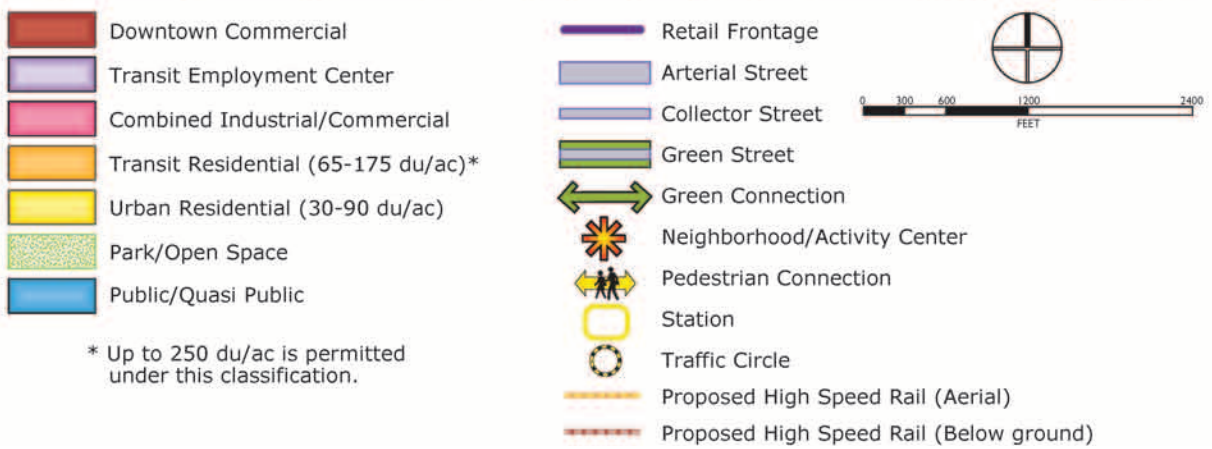 Downtown Commercial
Transit Employment Center
Combined Industrial/Commercial
Transit Residential (65-175 du/ac)*
Urban Residential (30-90 du/ac)
Park/Open Space
Public/Quasi Public
* Up to 250 du/ac is permitted
under this classification.
Retail Frontage
Arterial Street
Collector Street
Green Street
Green Connection
Neighborhood/Activity Center
Pedestrian Connection
Station
Traffic Circle
Proposed High Speed Rail (Aerial)
Proposed High Speed Rail (Below ground)
0 300 600 1200 2400
FEET